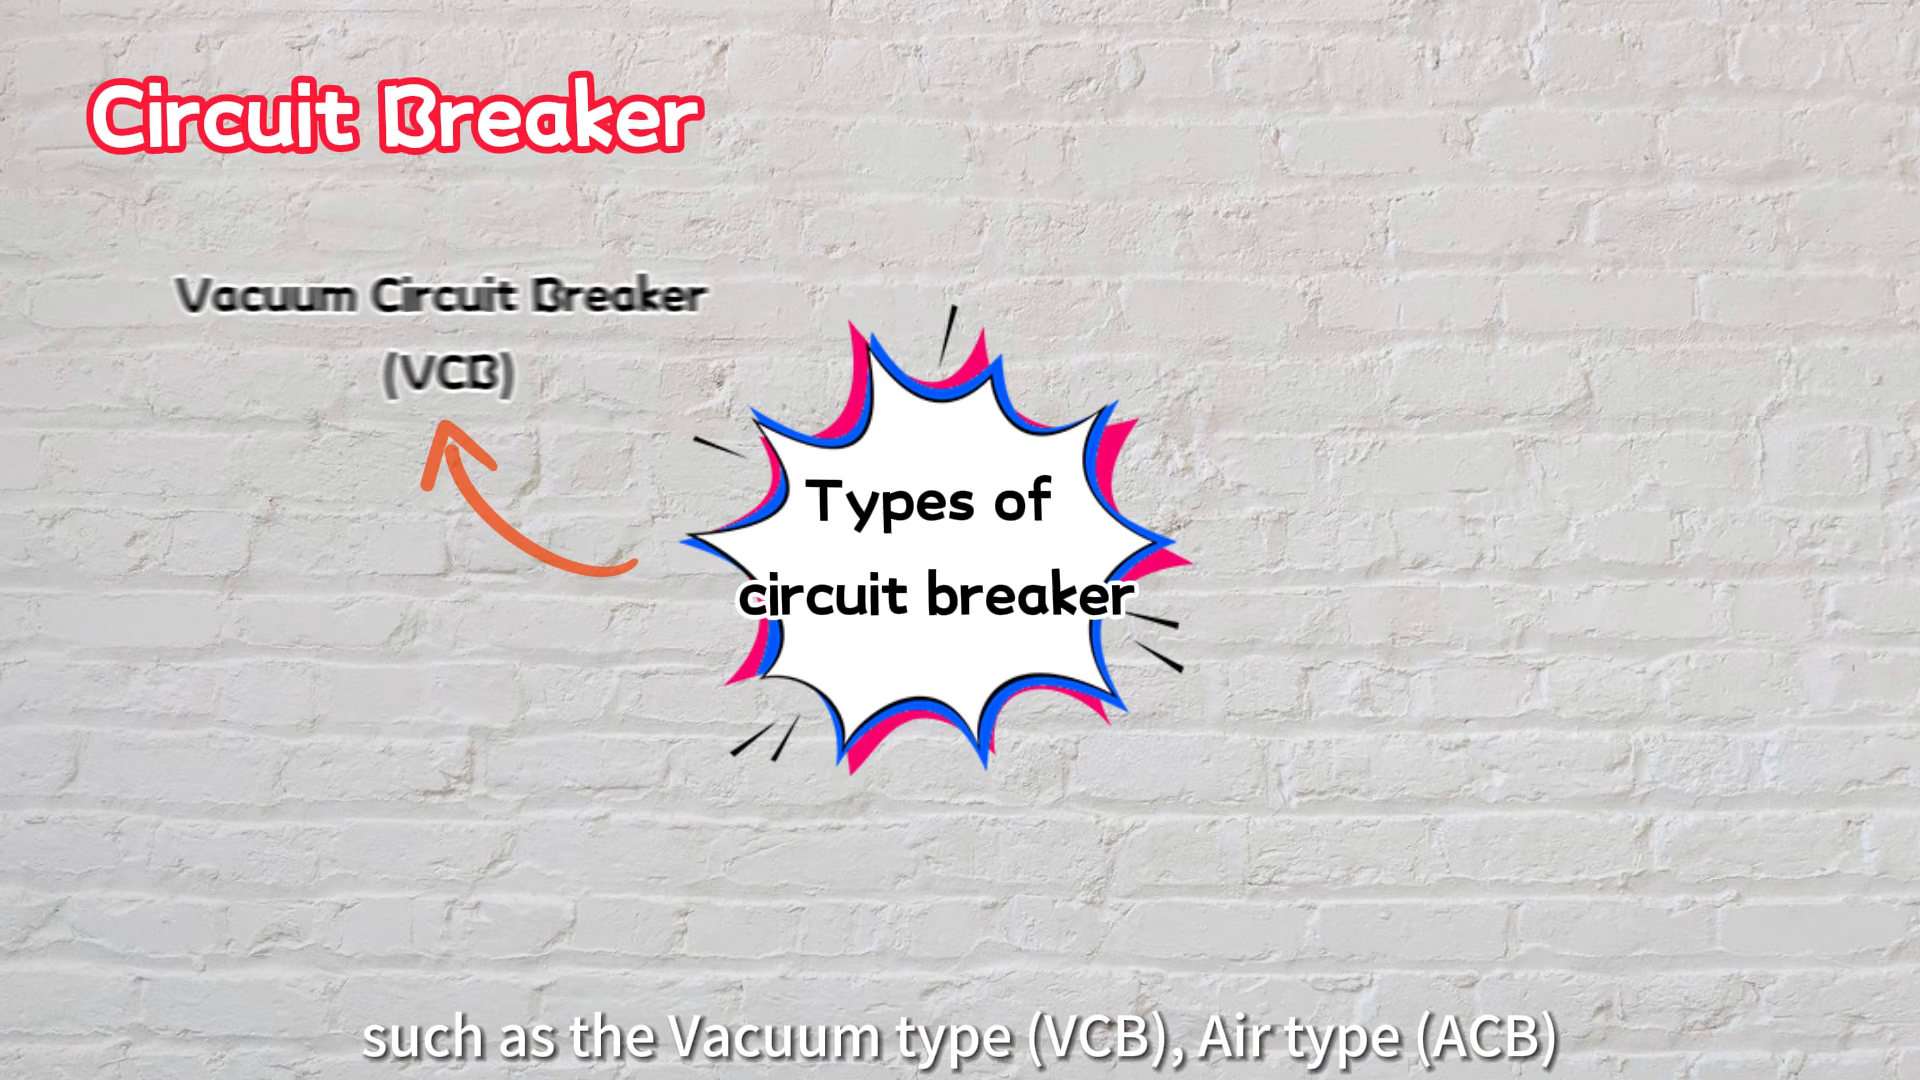 Circuit Breaker
Vacuum Circuit Breaker
(VCB)
Types of
circuit breaker
such as the Vacuum type (VCB), Air type (ACB)